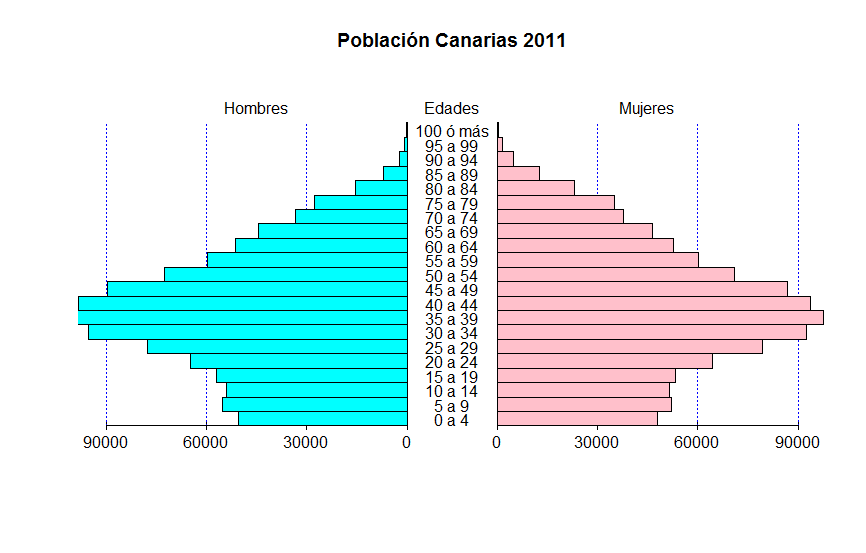 Población Canarias 2011
Hombres Edades Mujeres
100 ó más
95 a 99
90 a 94
85 a 89
80 a 84
75 a 79
70 a 74
65 a 69
60 a 64
55 a 59
50 a 54
45 a 49
40 a 44
35 a 39
30 a 34
25 a 29
20 a 24
15 a 19
10 a 14
5 a 9
0 a 4
90000 60000 30000 0 0 30000 60000 90000